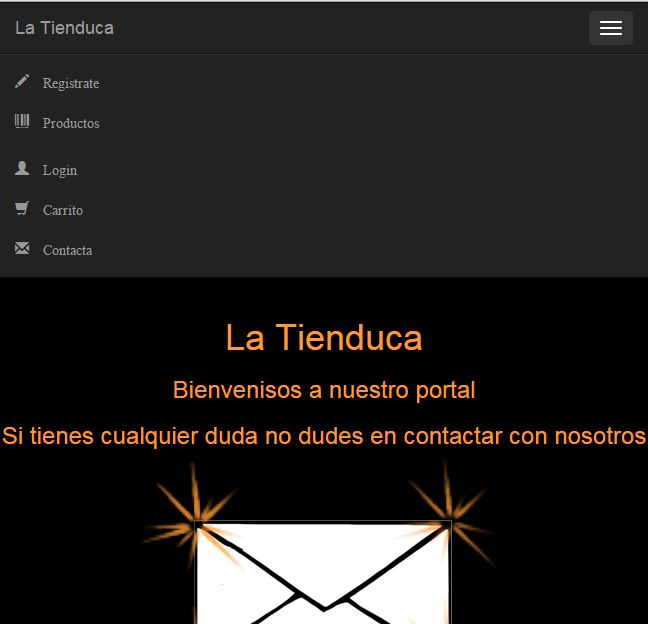 La Tienduca
Registrate
Productos
Login
Carrito
Contacta
La Tienduca
Bienvenisos a nuestro portal
Si tienes cualquier duda no dudes en contactar con nosotros